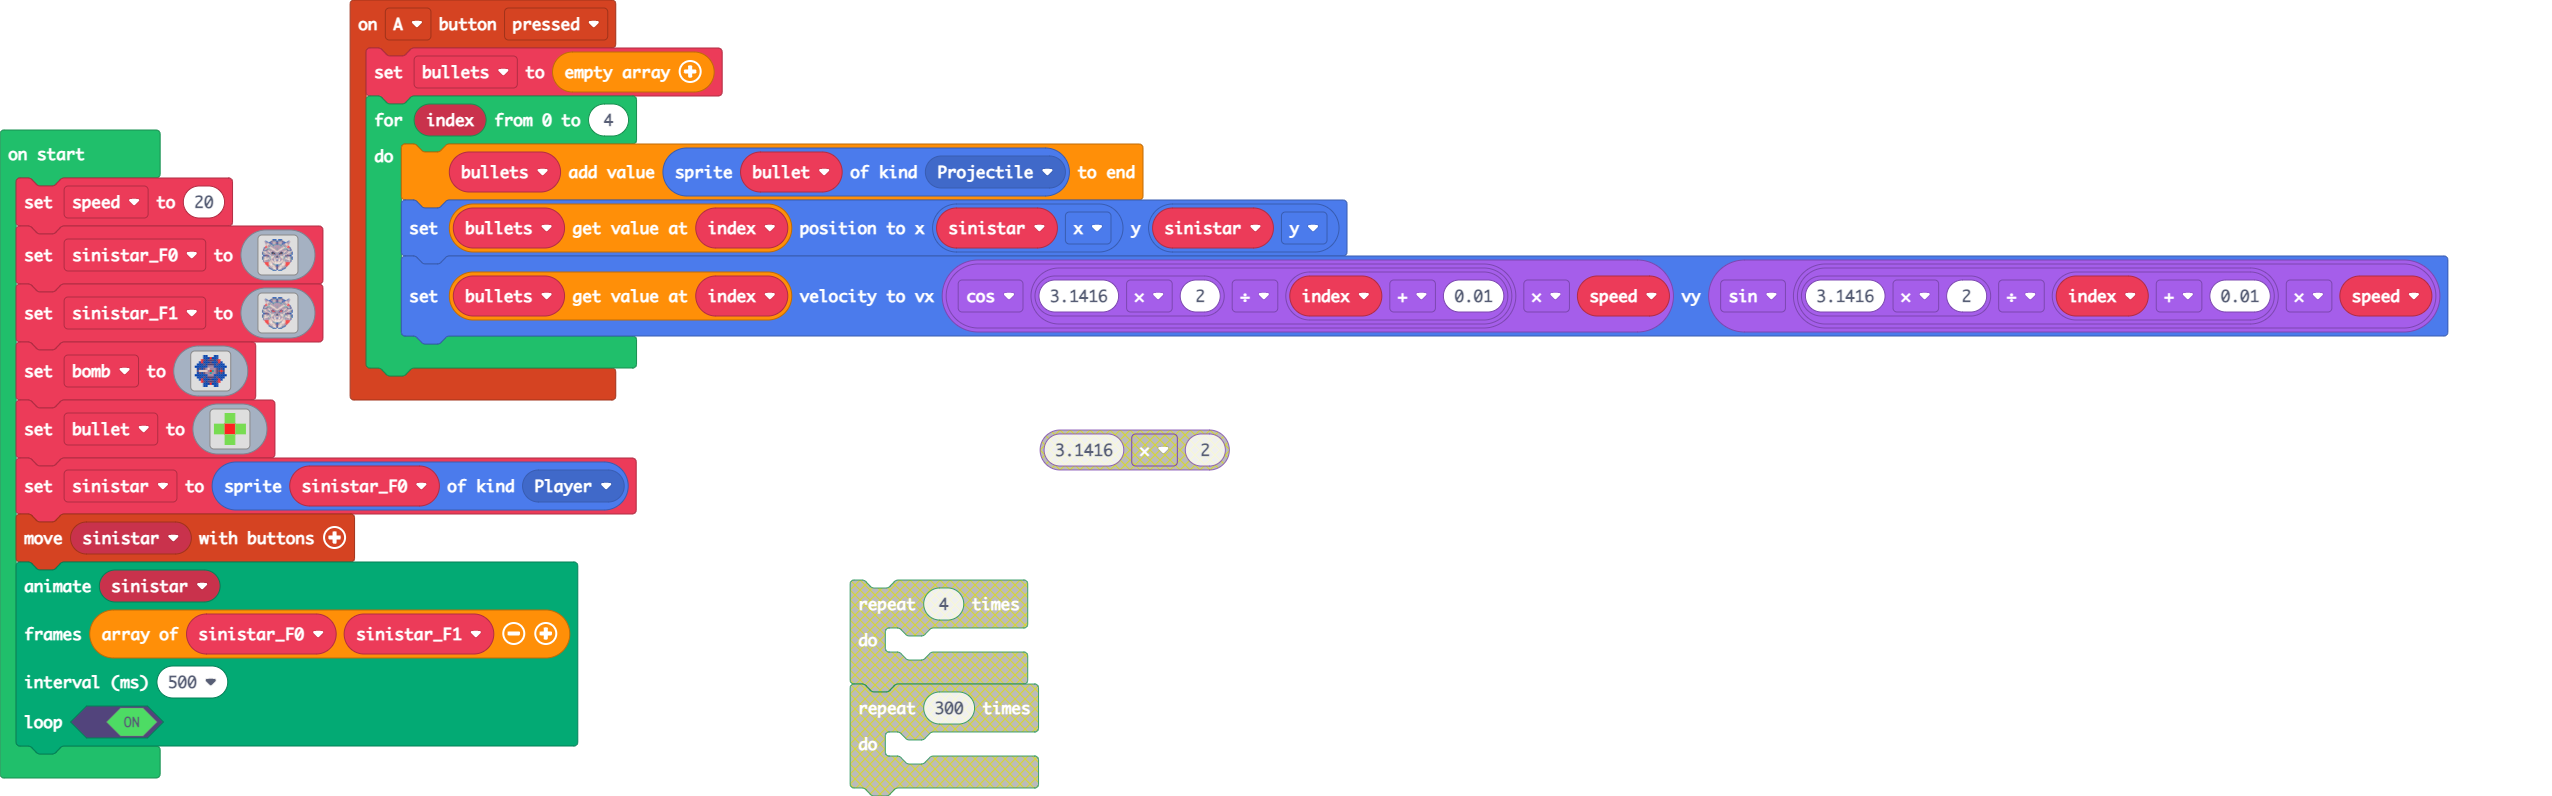 on start
set speed to 20
set sinistar_F0 to
set sinistar_F1 to
set bomb to
set bullet to
set sinistar to sprite sinistar_F0 of kind Player
move sinistar with buttons
animate sinistar
frames array of sinistar_F0 sinistar_F1
interval (ms) 500
loop ON
on A button pressed
set bullets to empty array
for index from 0 to 4
do
bullets add value sprite bullet of kind Projectile to end
set bullets get value at index position to x sinistar x y sinistar y
set bullets get value at index velocity to vx cos 3.1416 × 2 ÷ index + 0.01 × speed vy sin 3.1416 × 2 ÷ index + 0.01 × speed
3.1416 × 2
repeat 4 times
do
repeat 300 times
do